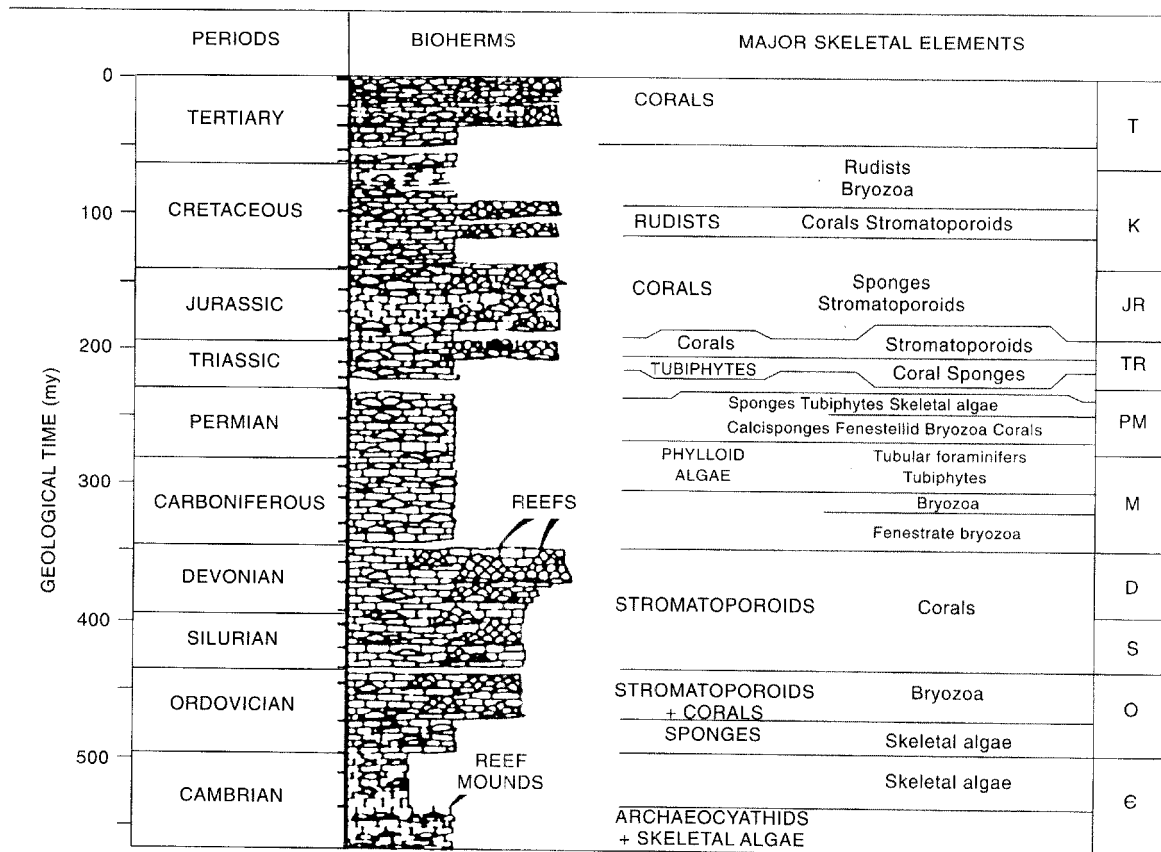 PERIODS
BIOHERMS
MAJOR SKELETAL ELEMENTS
GEOLOGICAL TIME (my)
0
100
200
300
400
500
TERTIARY
CRETACEOUS
JURASSIC
TRIASSIC
PERMIAN
CARBONIFEROUS
DEVONIAN
SILURIAN
ORDOVICIAN
CAMBRIAN
REEFS
REEF
MOUNDS
CORALS
Rudists
Bryozoa
RUDISTS Corals Stromatoporoids
CORALS
Sponges
Stromatoporoids
Corals Stromatoporoids
TUBIPHYTES Coral Sponges
Sponges Tubiphytes Skeletal algae
Calcisponges Fenestellid Bryozoa Corals
PHYLLOID
ALGAE
Tubular foraminifers
Tubiphytes
Bryozoa
Fenestrate bryozoa
STROMATOPOROIDS Corals
STROMATOPOROIDS
+ CORALS
Bryozoa
SPONGES
Skeletal algae
Skeletal algae
ARCHAEOCYATHIDS
+ SKELETAL ALGAE
T
K
JR
TR
PM
M
D
S
O
Є